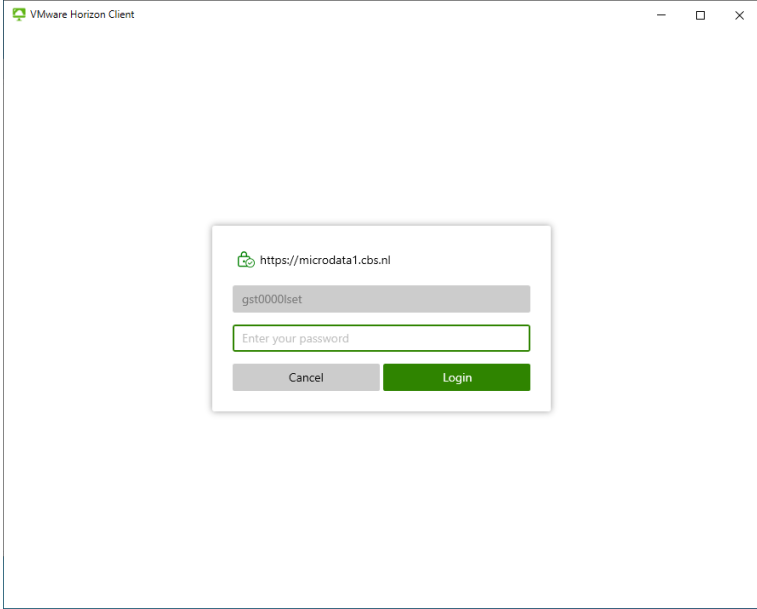 VMware Horizon Client
https://microdata1.cbs.nl
gst0000lset
Enter your password
Cancel
Login